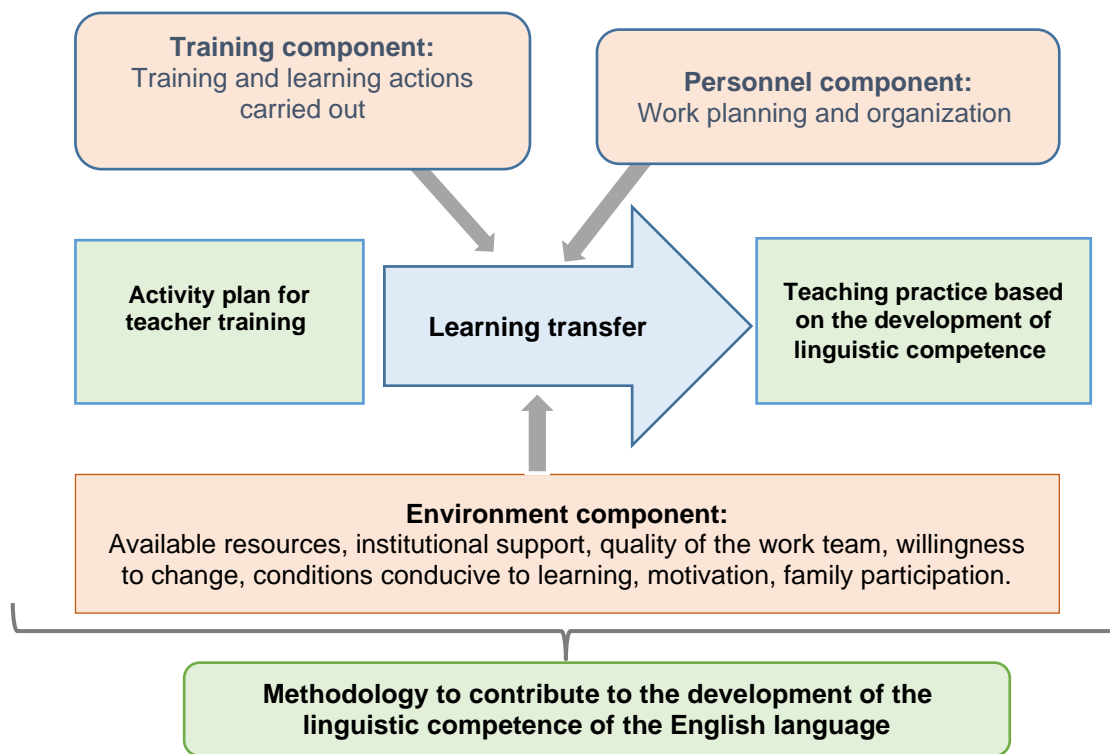 Training component:
Training and learning actions
carried out
Personnel component:
Work planning and organization
Activity plan for
teacher training
Learning transfer
Teaching practice based
on the development of
linguistic competence
Environment component:
Available resources, institutional support, quality of the work team, willingness
to change, conditions conducive to learning, motivation, family participation.
Methodology to contribute to the development of the
linguistic competence of the English language